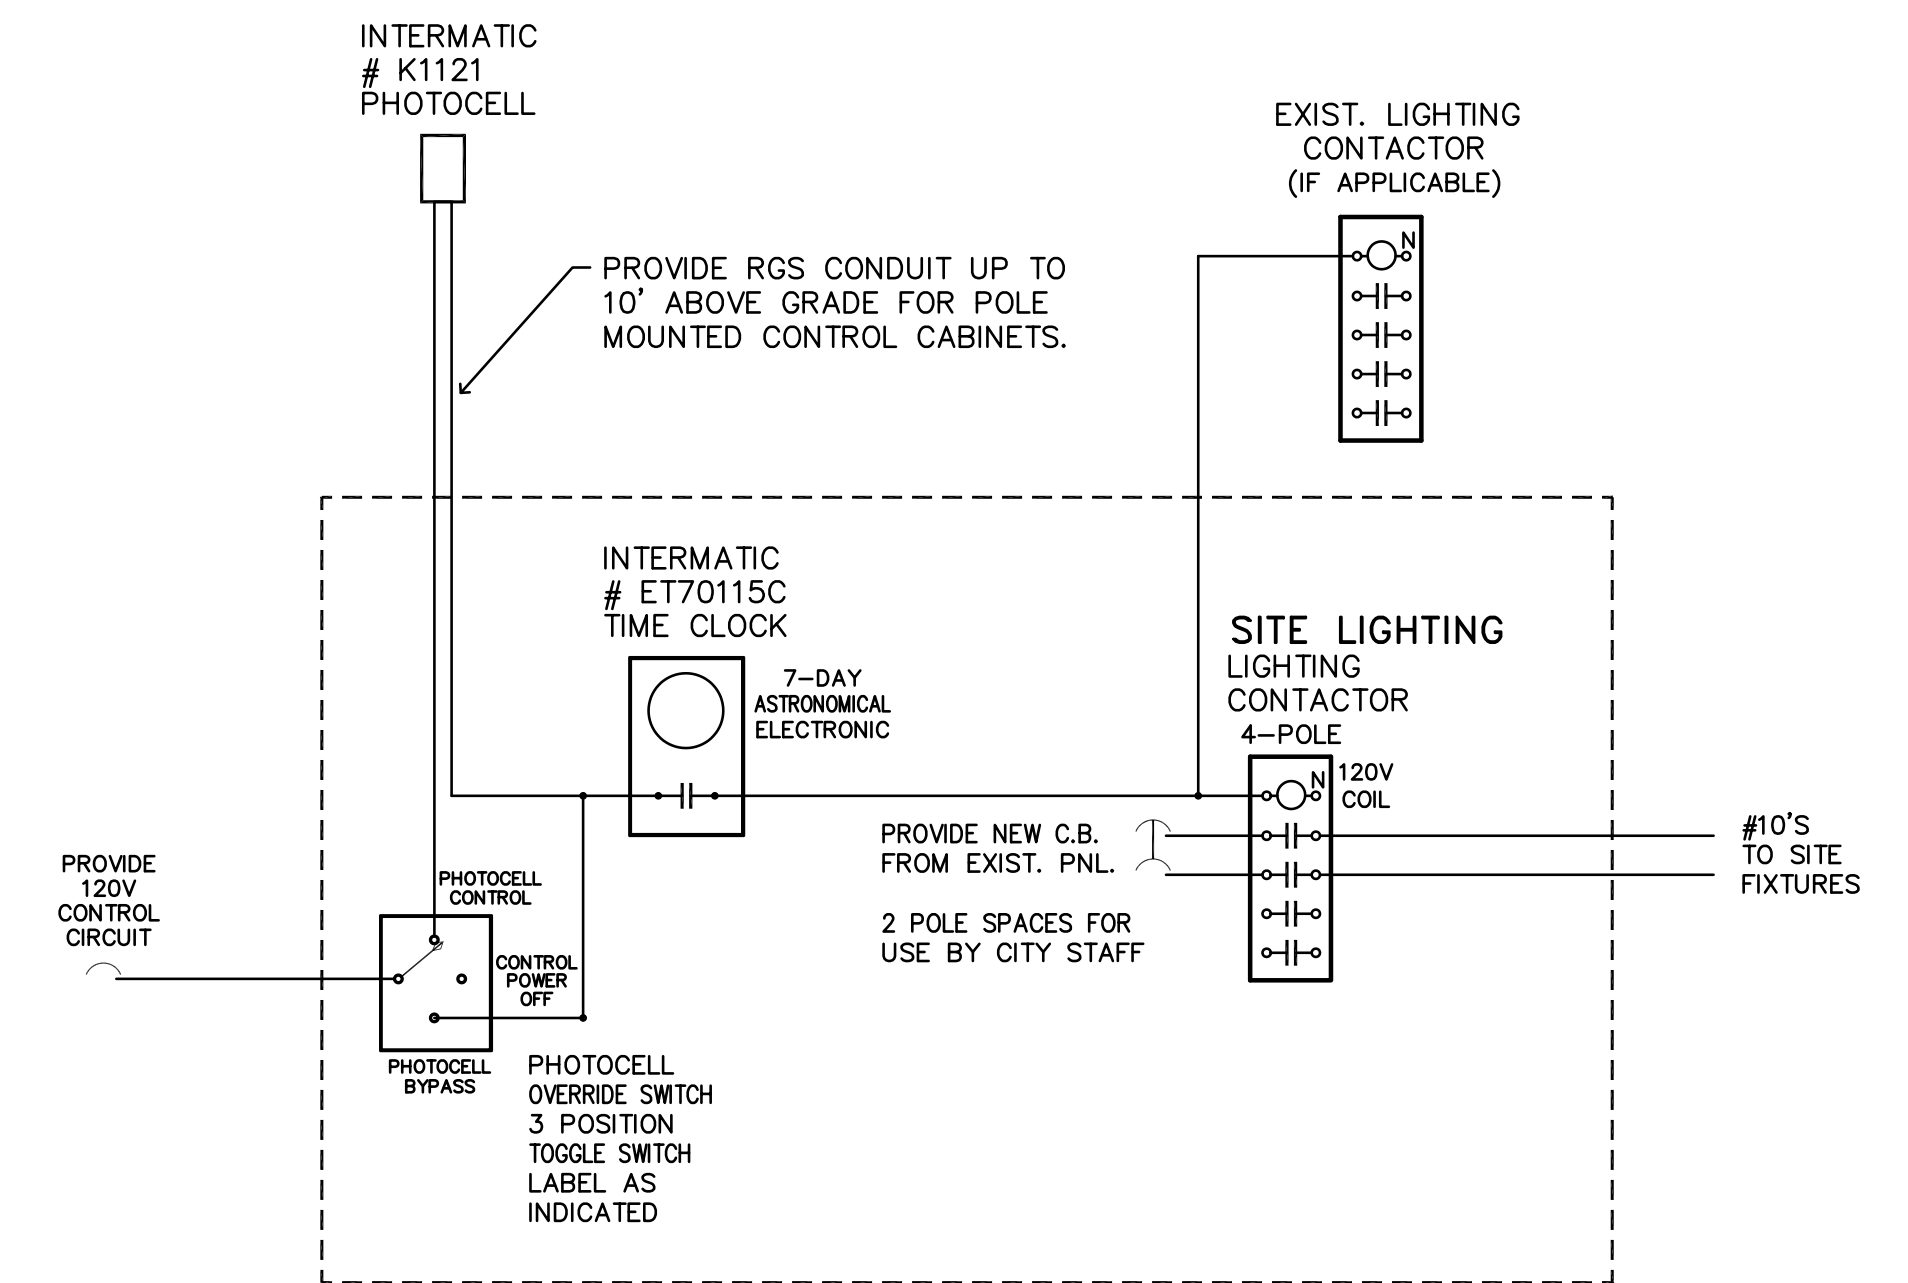 INTERMATIC
# K1121
PHOTOCELL
EXIST. LIGHTING
CONTACTOR
(IF APPLICABLE)
N
PROVIDE RGS CONDUIT UP TO
10' ABOVE GRADE FOR POLE
MOUNTED CONTROL CABINETS.
INTERMATIC
# ET70115C
TIME CLOCK
7-DAY
ASTRONOMICAL
ELECTRONIC
SITE LIGHTING
LIGHTING
CONTACTOR
4-POLE
N
120V
COIL
PROVIDE NEW C.B.
FROM EXIST. PNL.
2 POLE SPACES FOR
USE BY CITY STAFF
#10'S
TO SITE
FIXTURES
PROVIDE
120V
CONTROL
CIRCUIT
PHOTOCELL
CONTROL
CONTROL
POWER
OFF
PHOTOCELL
BYPASS
PHOTOCELL
OVERRIDE SWITCH
3 POSITION
TOGGLE SWITCH
LABEL AS
INDICATED